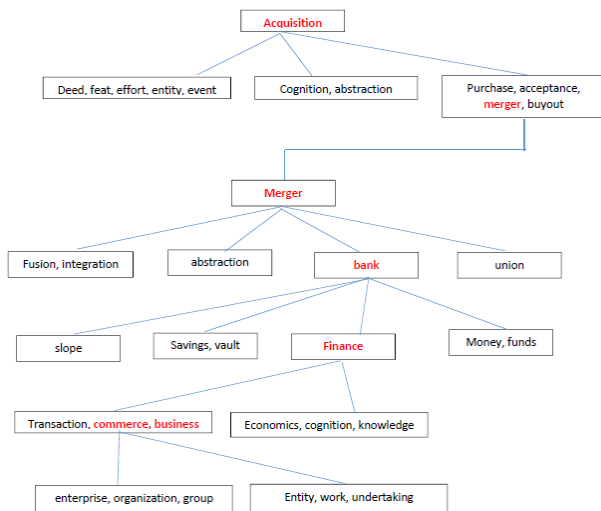 Acquisition
Deed, feat, effort, entity, event
Cognition, abstraction
Purchase, acceptance,
merger, buyout
Merger
Fusion, integration
abstraction
bank
union
slope
Savings, vault
Finance
Money, funds
Transaction, commerce, business
Economics, cognition, knowledge
enterprise, organization, group
Entity, work, undertaking